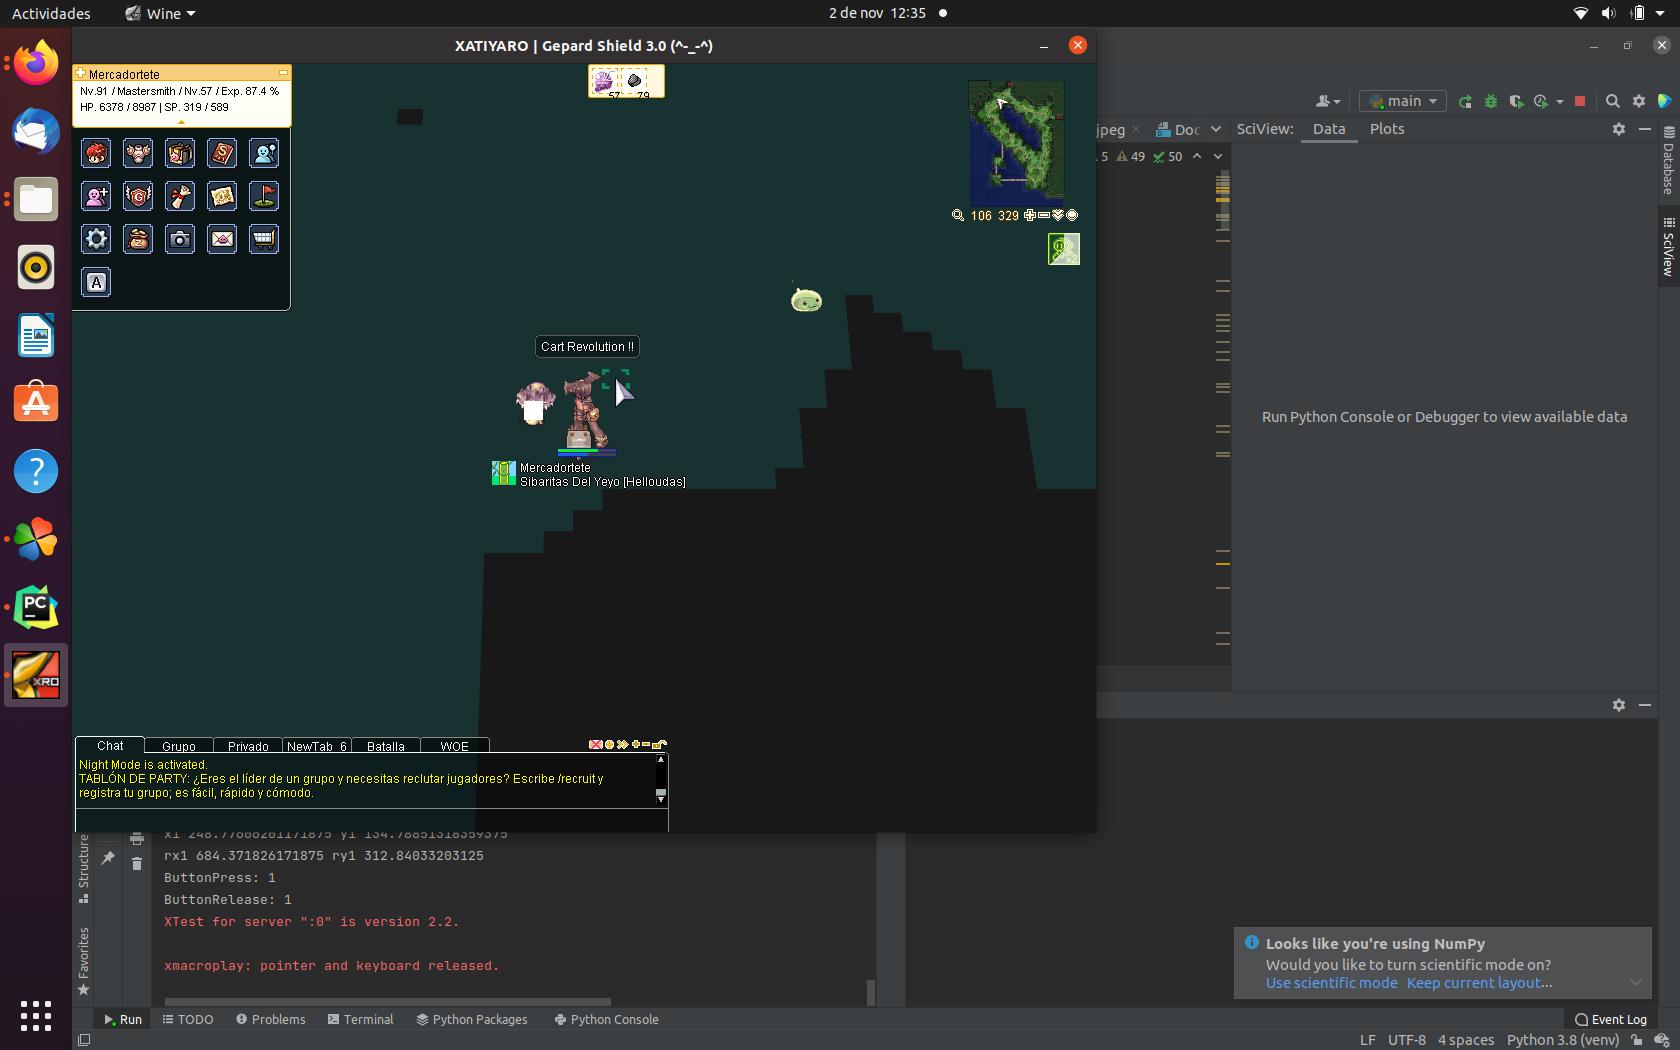 Actividades
Wine
2 de nov 12:35
XATIYARO | Gepard Shield 3.0 (^-_-^)
Mercadortete
Nv.91 / Mastersmith / Nv.57 / Exp. 87.4 %
HP. 6378 / 8987 | SP. 319 / 589
57 79
106 329
Cart Revolution !!
Mercadortete
Sibaritas Del Yeyo [Helloudas]
Chat Grupo Privado NewTab_6 Batalla WOE
Night Mode is activated.
TABLÓN DE PARTY: ¿Eres el líder de un grupo y necesitas reclutar jugadores? Escribe /recruit y
registra tu grupo; es fácil, rápido y cómodo.
A
PC
XRO
main
jpeg
Doc
SciView: Data Plots
5 49 50
Database
SciView
Run Python Console or Debugger to view available data
rx1 684.371826171875 ry1 312.84033203125
ButtonPress: 1
ButtonRelease: 1
XTest for server ":0" is version 2.2.
xmacroplay: pointer and keyboard released.
Structure
Favorites
Looks like you're using NumPy
Would you like to turn scientific mode on?
Use scientific mode Keep current layout...
Run TODO Problems Terminal Python Packages Python Console
Event Log
LF UTF-8 4 spaces Python 3.8 (venv)